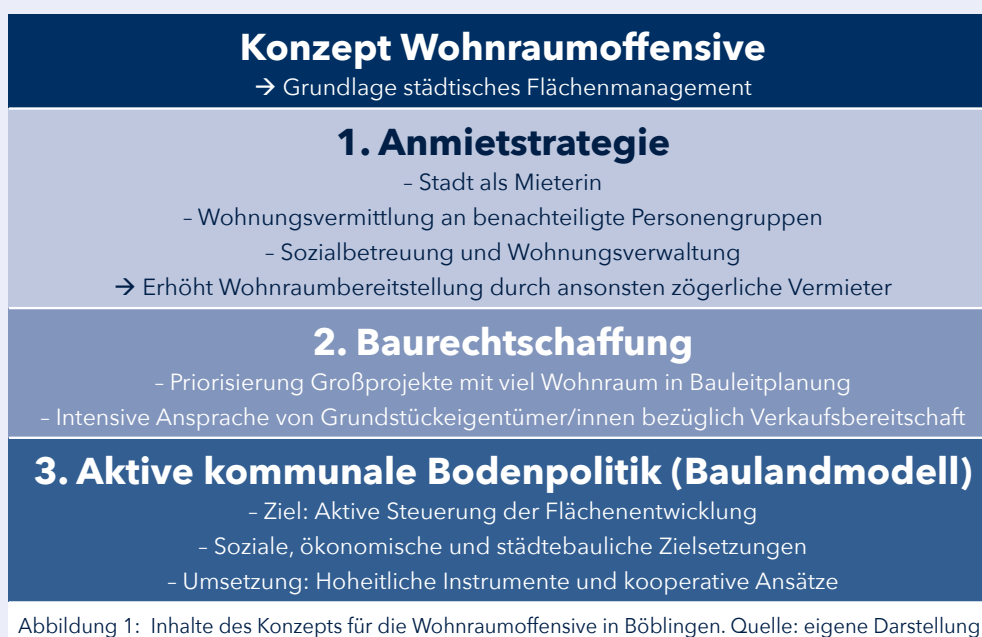 Konzept Wohnraumoffensive
→ Grundlage städtisches Flächenmanagement
1. Anmietstrategie
– Stadt als Mieterin
– Wohnungsvermittlung an benachteiligte Personengruppen
– Sozialbetreuung und Wohnungsverwaltung
→ Erhöht Wohnraumbereitstellung durch ansonsten zögerliche Vermieter
2. Baurechtschaffung
– Priorisierung Großprojekte mit viel Wohnraum in Bauleitplanung
– Intensive Ansprache von Grundstückeigentümer/innen bezüglich Verkaufsbereitschaft
3. Aktive kommunale Bodenpolitik (Baulandmodell)
– Ziel: Aktive Steuerung der Flächenentwicklung
– Soziale, ökonomische und städtebauliche Zielsetzungen
– Umsetzung: Hoheitliche Instrumente und kooperative Ansätze
Abbildung 1: Inhalte des Konzepts für die Wohnraumoffensive in Böblingen. Quelle: eigene Darstellung